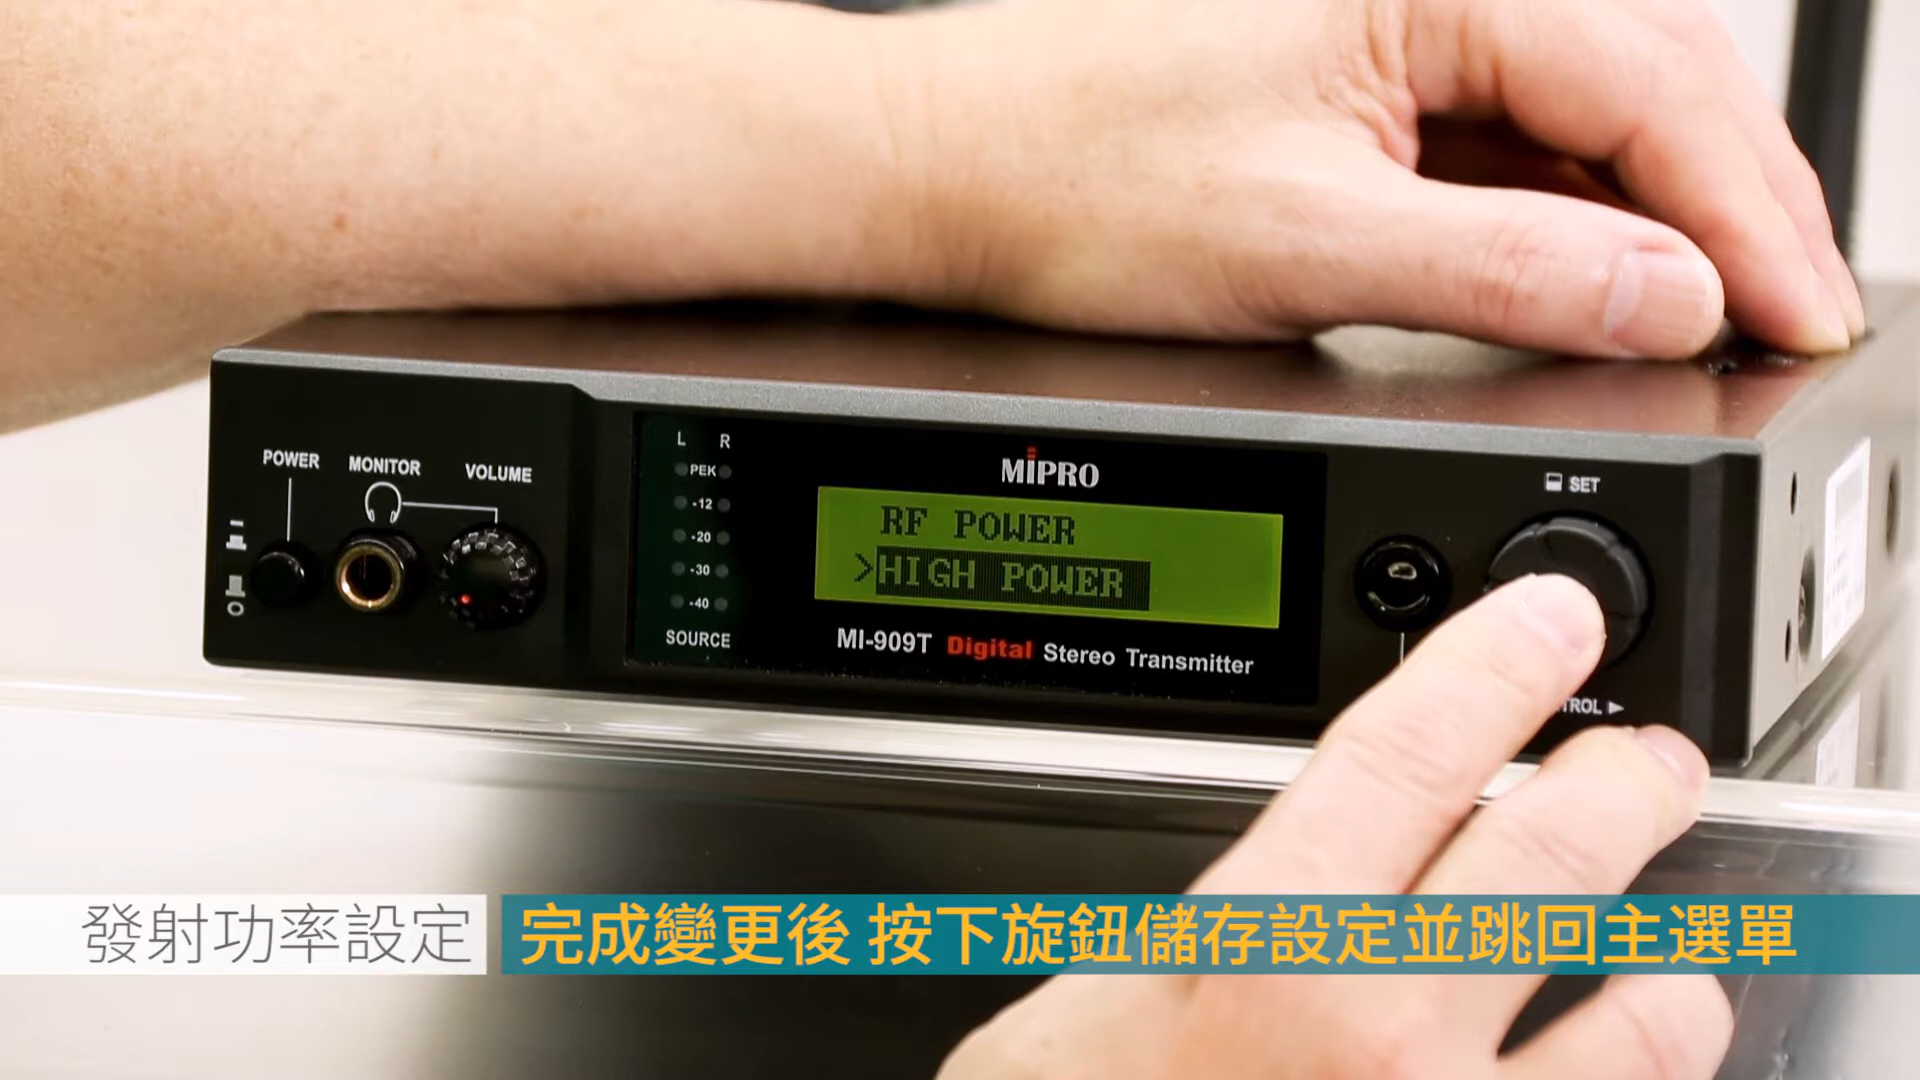 POWER
MONITOR
VOLUME
L R
PEK
-12
-20
-30
-40
SOURCE
MIPRO
RF POWER
>HIGH POWER
MI-909T Digital Stereo Transmitter
SET
發射功率設定
完成變更後 按下旋鈕儲存設定並跳回主選單